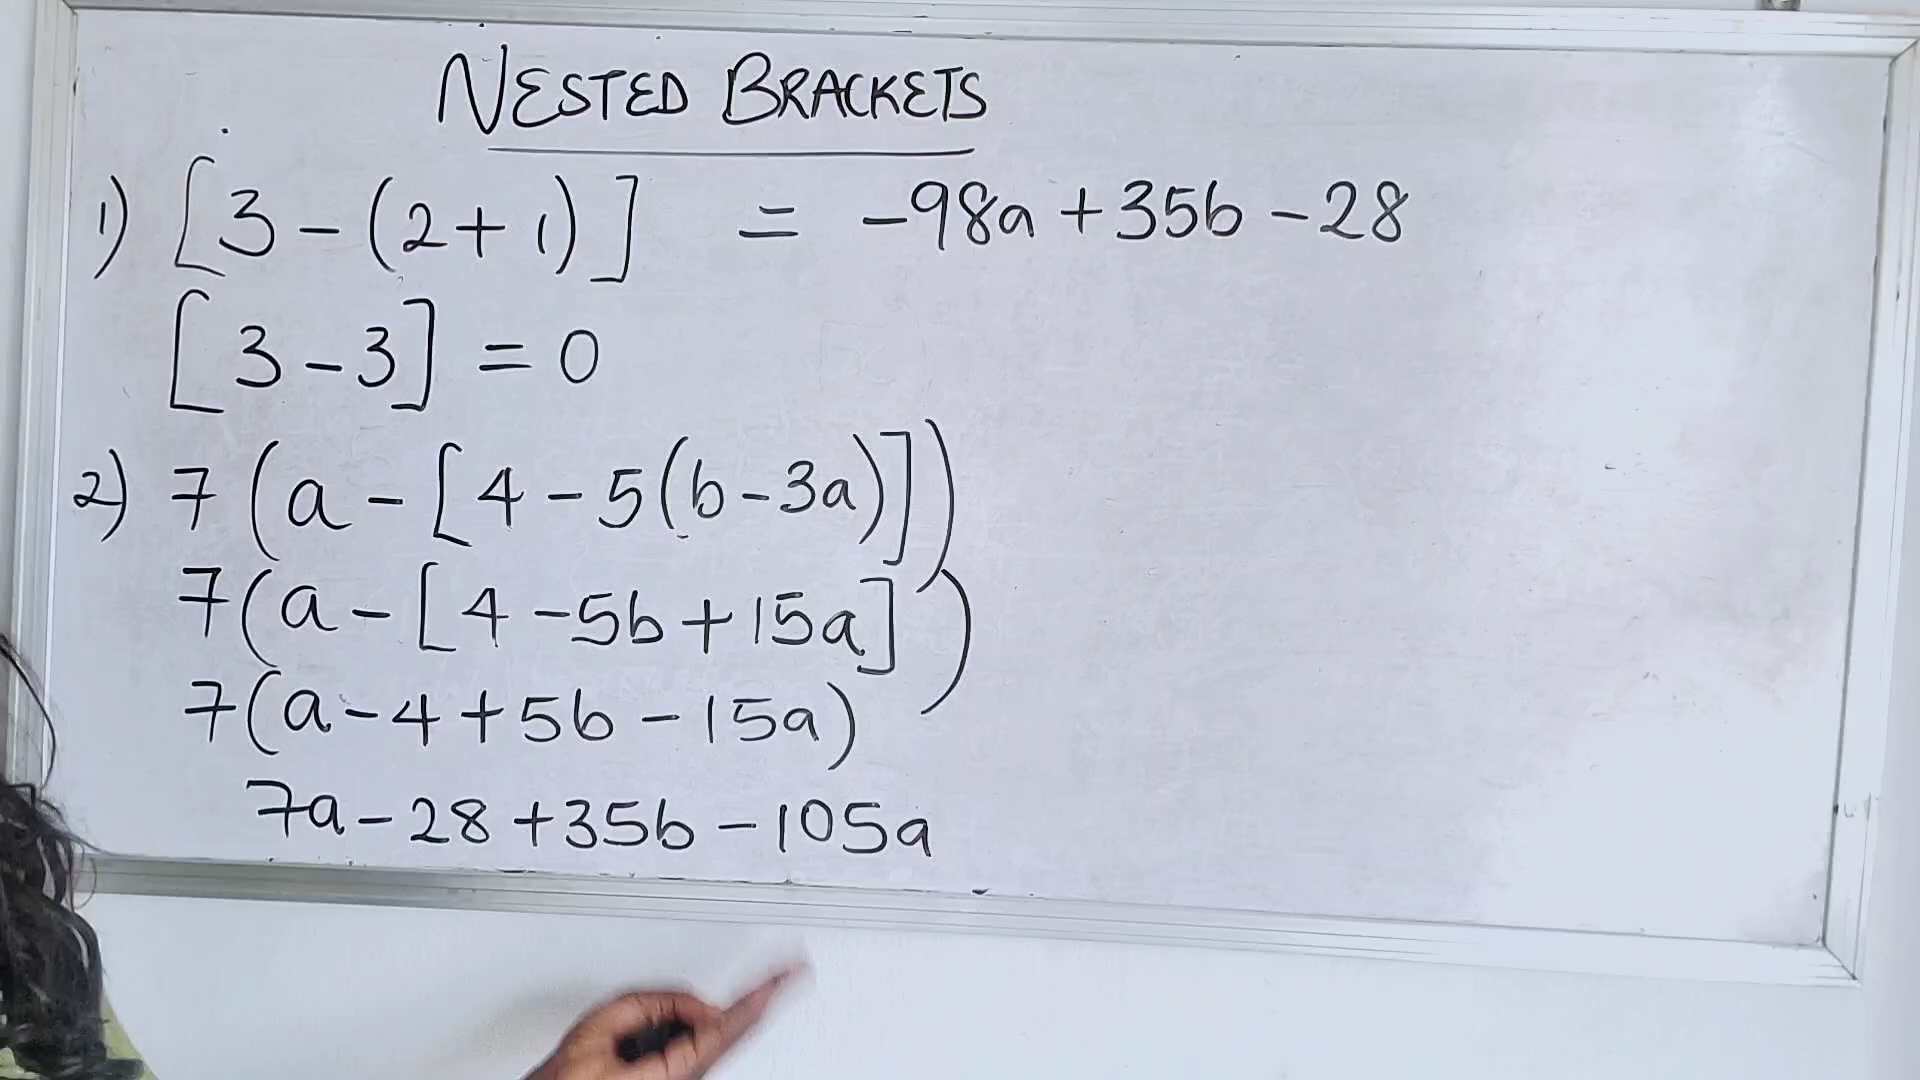 NESTED BRACKETS
1) [3 - (2 + 1)]
[3 - 3] = 0
2) 7(a - [4 - 5(b - 3a)])
7(a - [4 - 5b + 15a])
7(a - 4 + 5b - 15a)
7a - 28 + 35b - 105a
= -98a + 35b - 28